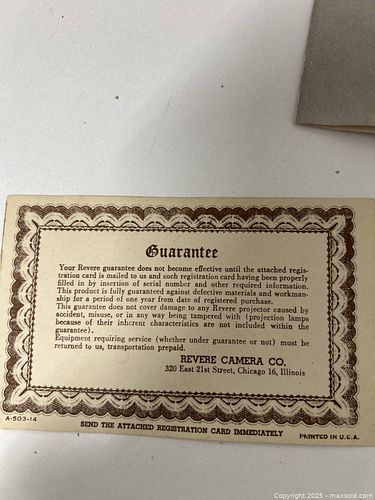 Guarantee
Your Revere guarantee does not become effective until the attached regis-
tration card is mailed to us and such registration card having been properly
filled in by insertion of serial number and other required information.
This product is fully guaranteed against defective materials and workman-
ship for a period of one year from date of registered purchase.
This guarantee does not cover damage to any Revere projector caused by
accident, misuse, or in any way being tampered with (projection lamps
because of their inherent characteristics are not included within the
guarantee).
Equipment requiring service (whether under guarantee or not) must be
returned to us, transportation prepaid.
REVERE CAMERA CO.
320 East 21st Street, Chicago 16, Illinois
A-503-14
SEND THE ATTACHED REGISTRATION CARD IMMEDIATELY
PRINTED IN U.S.A.
Copyright 2025 - maxsold.com